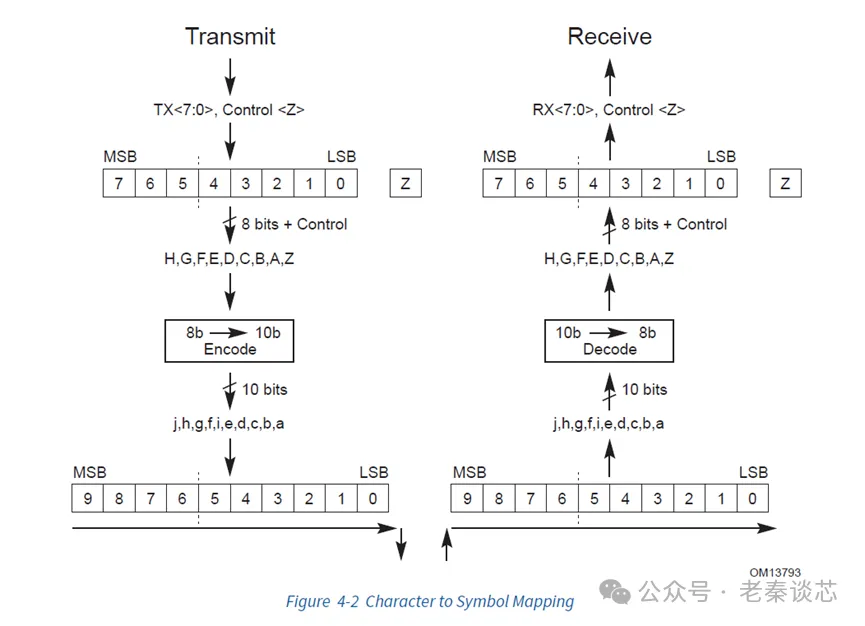 Transmit
TX<7:0>, Control <Z>
MSB LSB
7 6 5 4 3 2 1 0 Z
8 bits + Control
H,G,F,E,D,C,B,A,Z
8b 10b
Encode
10 bits
j,h,g,f,i,e,d,c,b,a
MSB LSB
9 8 7 6 5 4 3 2 1 0
Receive
RX<7:0>, Control <Z>
MSB LSB
7 6 5 4 3 2 1 0 Z
8 bits + Control
H,G,F,E,D,C,B,A,Z
10b 8b
Decode
10 bits
j,h,g,f,i,e,d,c,b,a
MSB LSB
9 8 7 6 5 4 3 2 1 0
OM13793
Figure 4-2 Character to Symbol Mapping
公众号 · 老秦谈芯